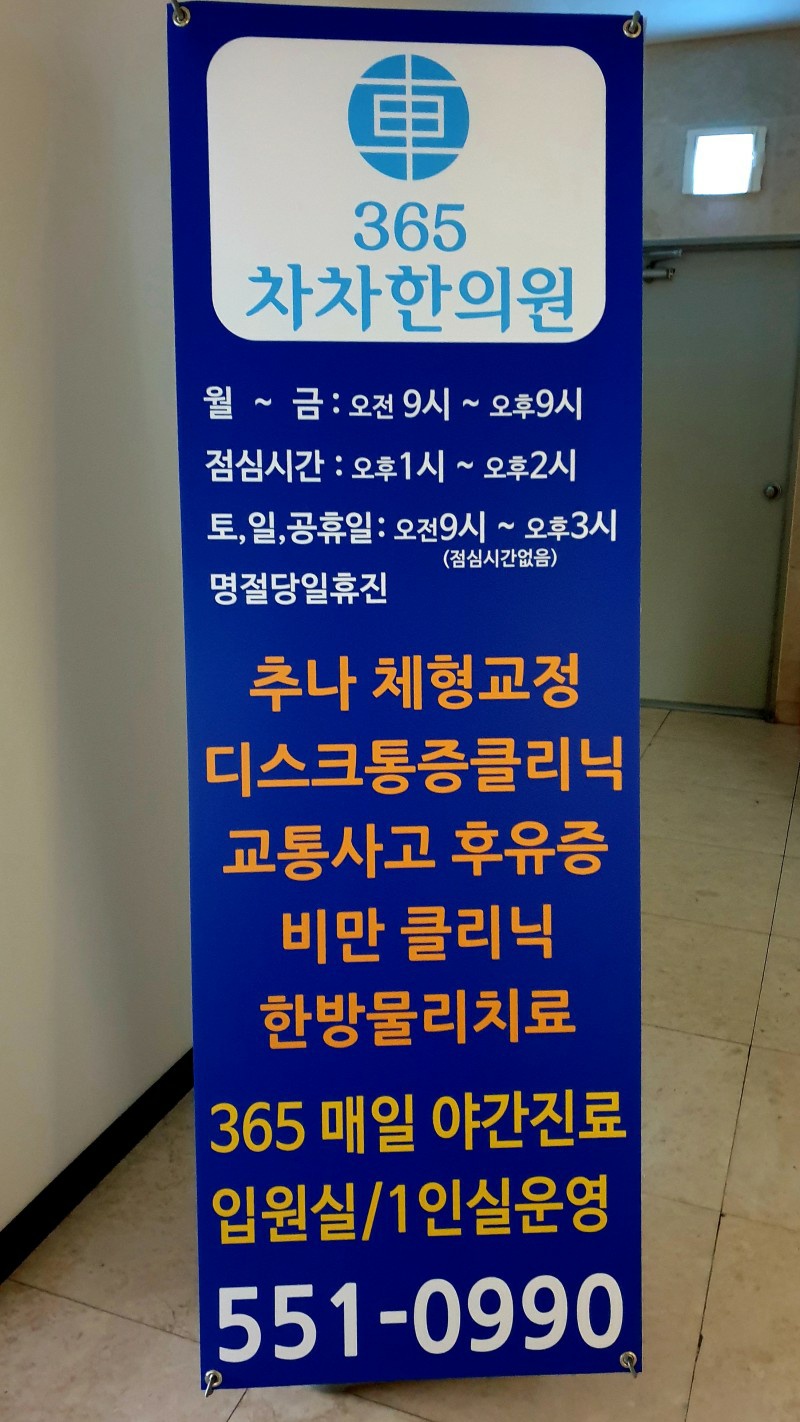 車
365
차차한의원
월 ~ 금 : 오전 9시 ~ 오후9시
점심시간 : 오후1시 ~ 오후2시
토,일,공휴일: 오전9시 ~ 오후3시
(점심시간없음)
명절당일휴진
추나 체형교정
디스크통증클리닉
교통사고 후유증
비만 클리닉
한방물리치료
365 매일 야간진료
입원실/1인실운영
551-0990